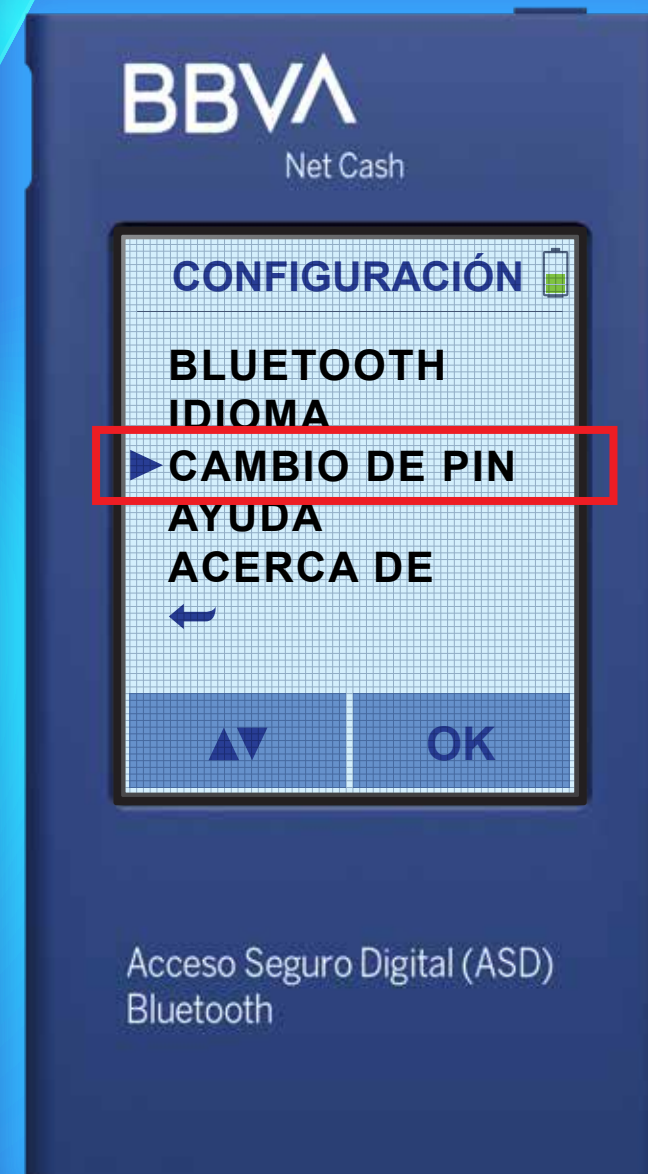 BBVA
Net Cash
CONFIGURACIÓN
BLUETOOTH
IDIOMA
CAMBIO DE PIN
AYUDA
ACERCA DE
OK
Acceso Seguro Digital (ASD)
Bluetooth